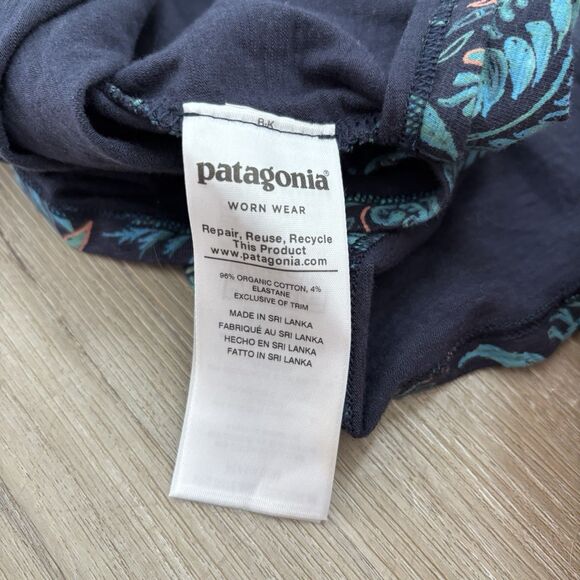 R-K
patagonia®
WORN WEAR
Repair, Reuse, Recycle
This Product
www.patagonia.com
96% ORGANIC COTTON, 4%
ELASTANE
EXCLUSIVE OF TRIM
MADE IN SRI LANKA
FABRIQUÉ AU SRI LANKA
HECHO EN SRI LANKA
FATTO IN SRI LANKA